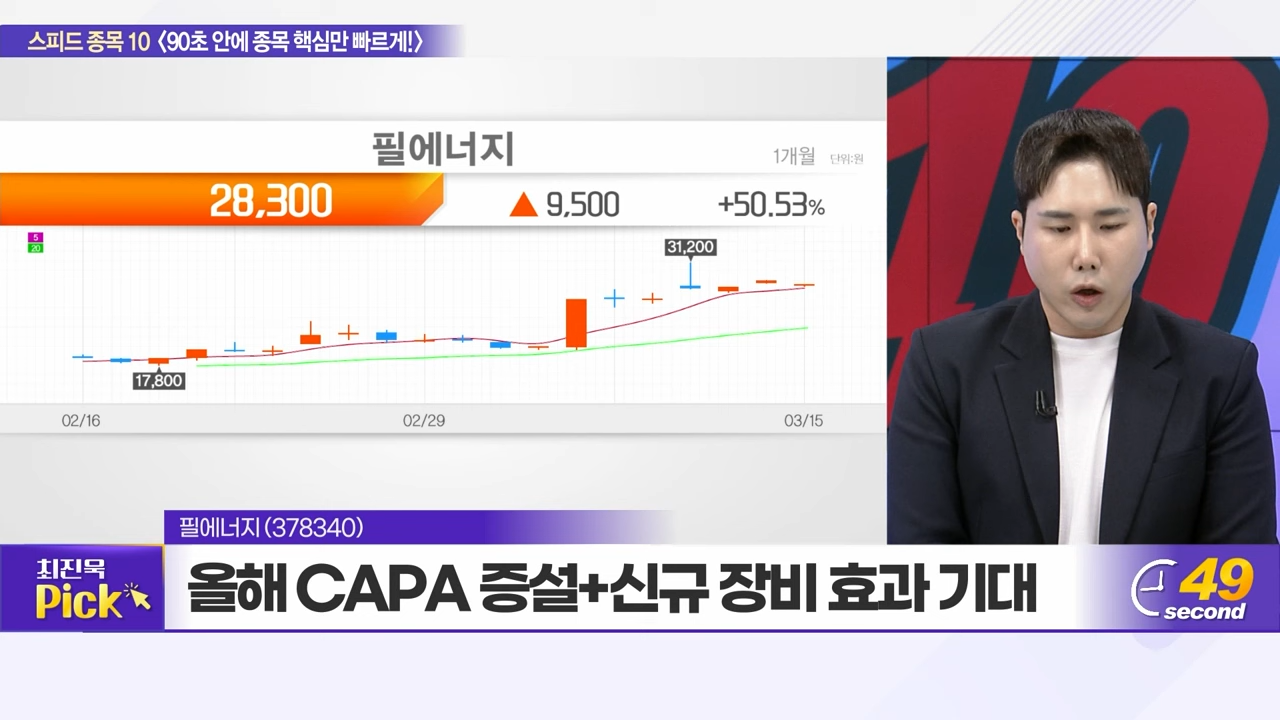 스피드 종목 10 〈90초 안에 종목 핵심만 빠르게!〉
필에너지
1개월 단위:원
28,300 ▲ 9,500 +50.53%
5
20
31,200
17,800
02/16 02/29 03/15
10
필에너지(378340)
최진욱
Pick
올해 CAPA 증설+신규 장비 효과 기대
49
second